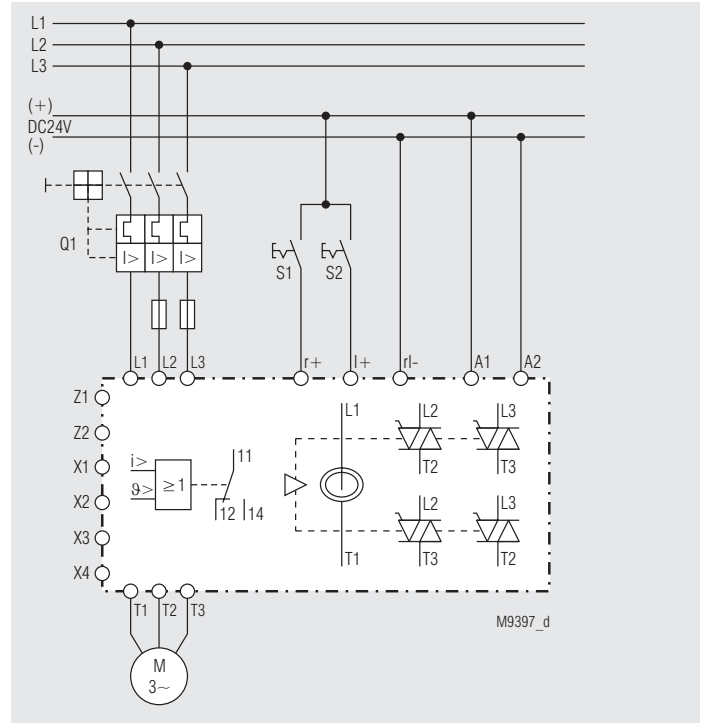 L1
L2
L3
(+)
DC24V
(-)
Q1
I> I> I>
S1 S2
L1 L2 L3 r+ l+ rl- A1 A2
Z1
Z2
X1
X2
X3
X4
i>
ϑ>
≥1
11
12 14
L1
T1
L2
T2
L3
T3
L2
T3
L3
T2
T1 T2 T3
M9397_d
M
3~